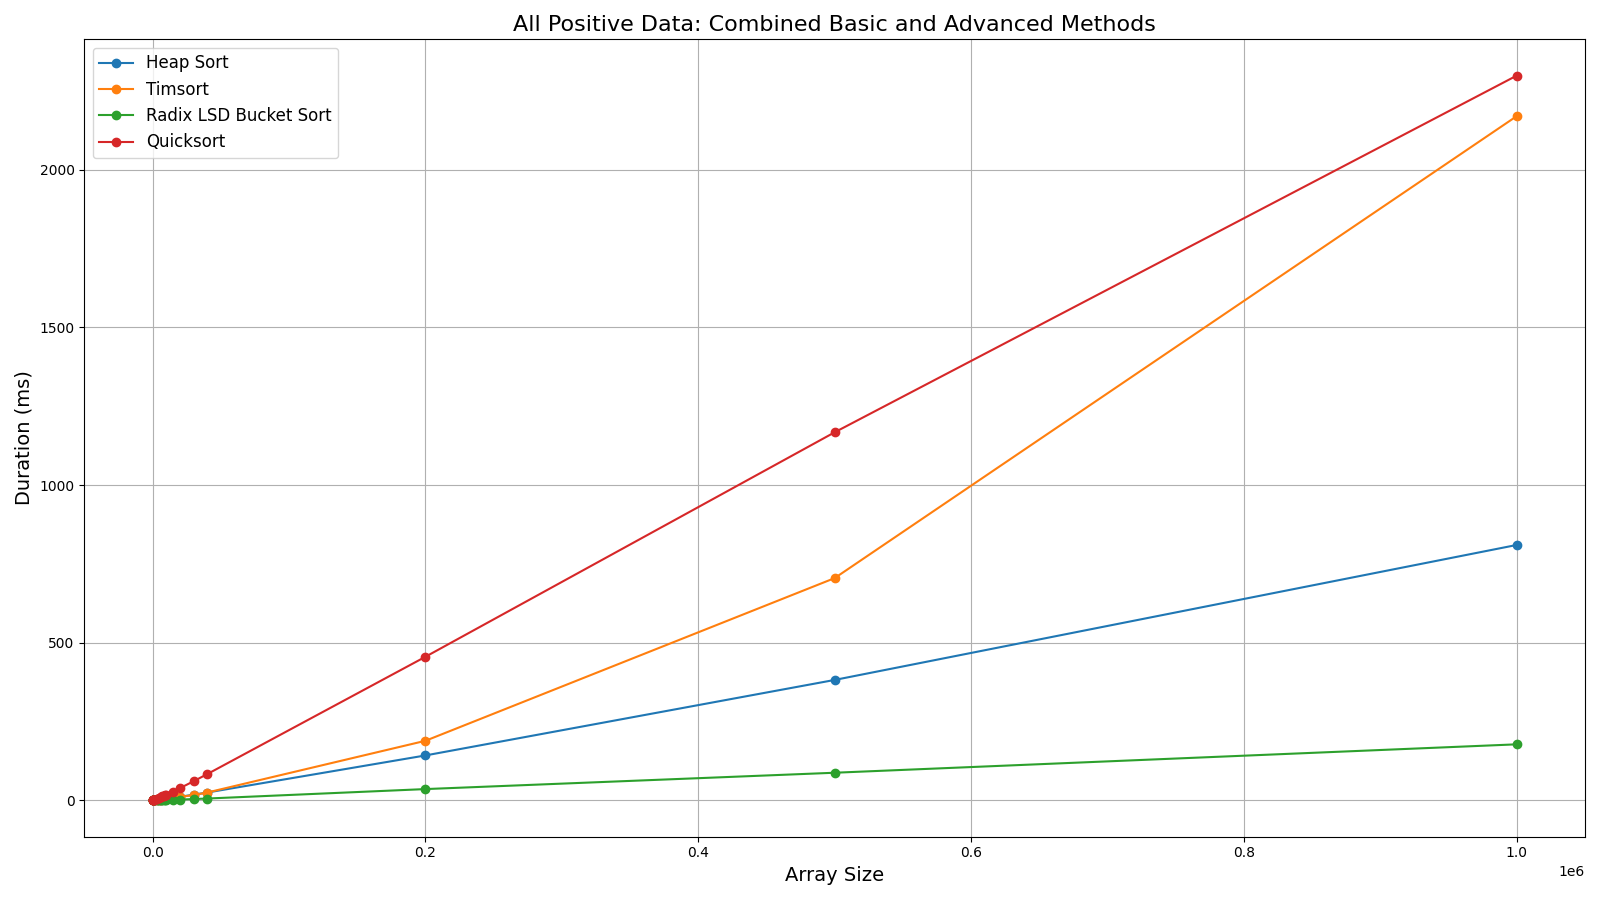 All Positive Data: Combined Basic and Advanced Methods
Heap Sort
Timsort
Radix LSD Bucket Sort
Quicksort
Duration (ms)
2000
1500
1000
500
0
0.0 0.2 0.4 0.6 0.8 1.0
1e6
Array Size